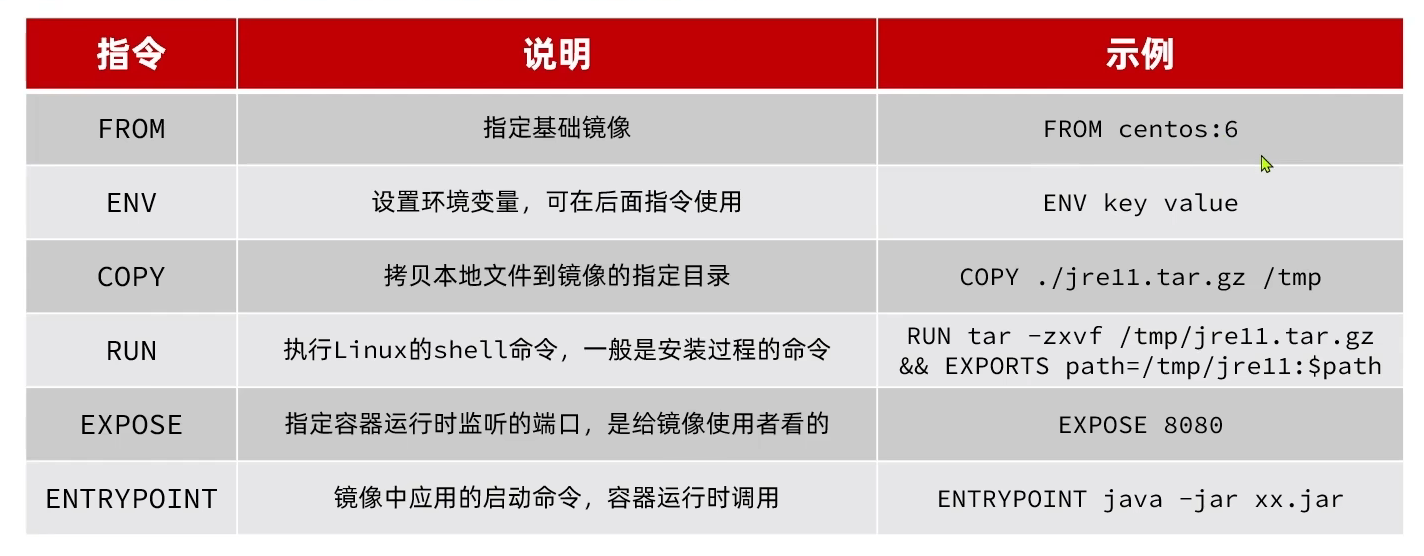 指令 说明 示例
FROM 指定基础镜像 FROM centos:6
ENV 设置环境变量，可在后面指令使用 ENV key value
COPY 拷贝本地文件到镜像的指定目录 COPY ./jre11.tar.gz /tmp
RUN 执行Linux的shell命令，一般是安装过程的命令 RUN tar -zxvf /tmp/jre11.tar.gz
&& EXPORTS path=/tmp/jre11:$path
EXPOSE 指定容器运行时监听的端口，是给镜像使用者看的 EXPOSE 8080
ENTRYPOINT 镜像中应用的启动命令，容器运行时调用 ENTRYPOINT java -jar xx.jar